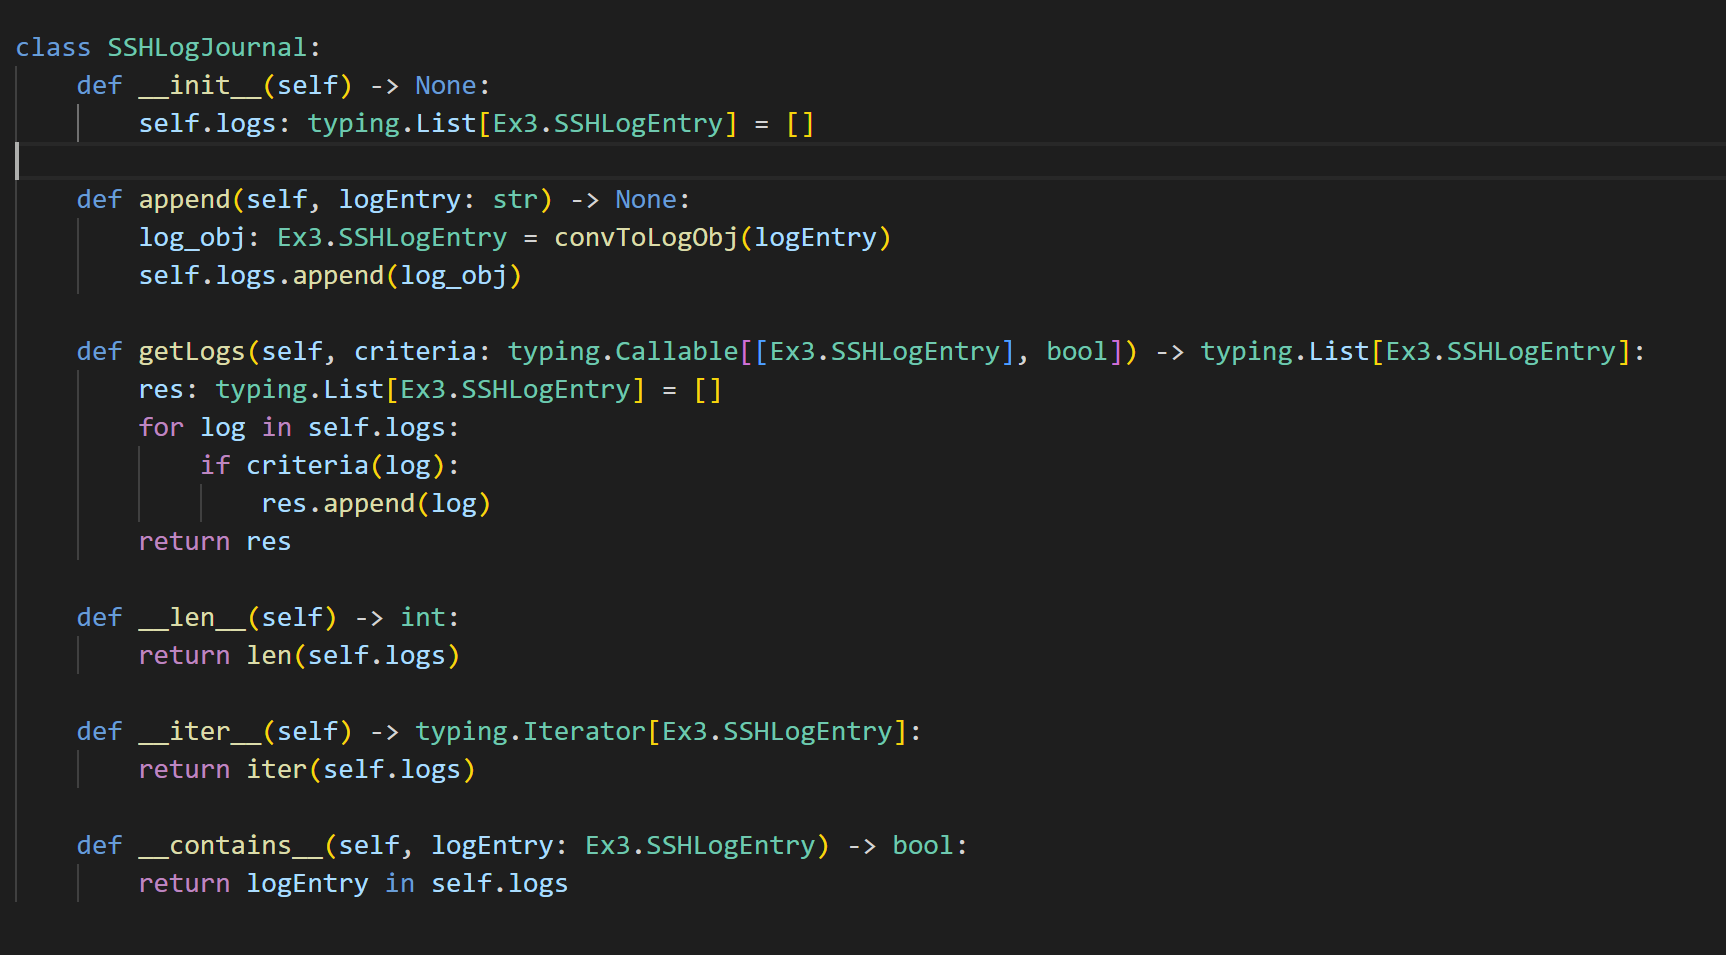 class SSHLogJournal:
    def __init__(self) -> None:
        self.logs: typing.List[Ex3.SSHLogEntry] = []
    def append(self, logEntry: str) -> None:
        log_obj: Ex3.SSHLogEntry = convToLogObj(logEntry)
        self.logs.append(log_obj)
    def getLogs(self, criteria: typing.Callable[[Ex3.SSHLogEntry], bool]) -> typing.List[Ex3.SSHLogEntry]:
        res: typing.List[Ex3.SSHLogEntry] = []
        for log in self.logs:
            if criteria(log):
                res.append(log)
        return res
    def __len__(self) -> int:
        return len(self.logs)
    def __iter__(self) -> typing.Iterator[Ex3.SSHLogEntry]:
        return iter(self.logs)
    def __contains__(self, logEntry: Ex3.SSHLogEntry) -> bool:
        return logEntry in self.logs